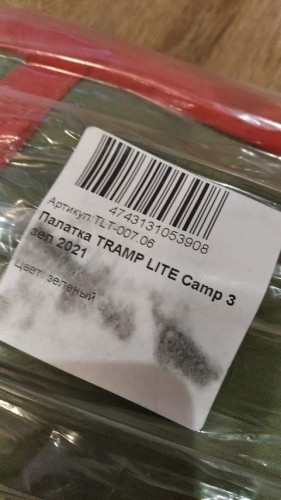 4743131053908
Артикул:TLT-007.06
Палатка TRAMP LITE Camp 3
зел 2021
Цвет: зеленый